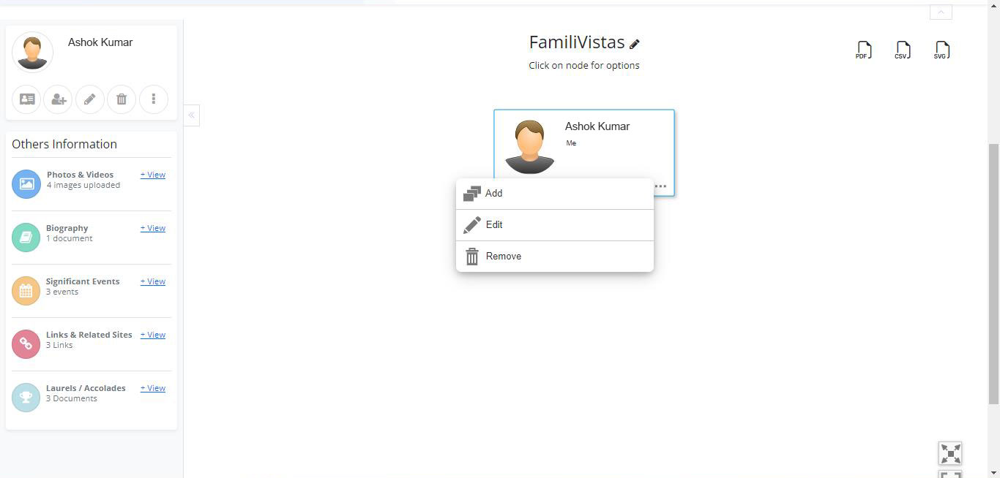 Ashok Kumar
Others Information
Photos & Videos + View
4 images uploaded
Biography + View
1 document
Significant Events + View
3 events
Links & Related Sites + View
3 Links
Laurels / Accolades + View
3 Documents
FamiliVistas
Click on node for options
PDF CSV SVG
Ashok Kumar
Me
Add
Edit
Remove